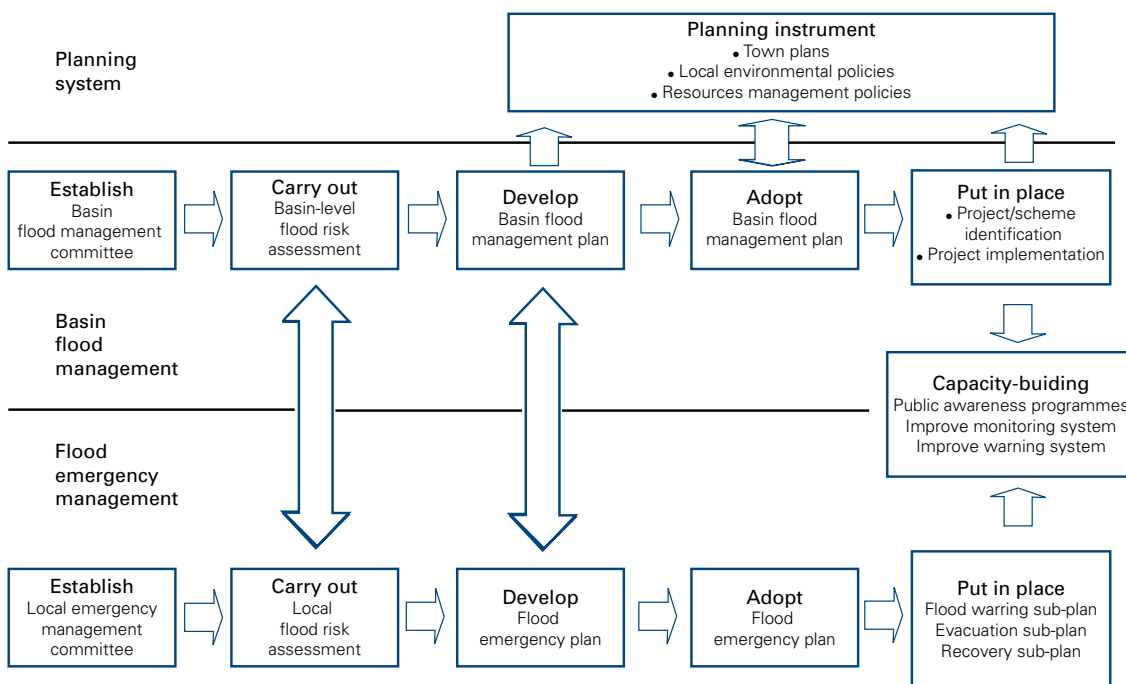 Planning instrument
• Town plans
• Local environmental policies
• Resources management policies
Planning
system
Establish
Basin
flood management
committee
Carry out
Basin-level
flood risk
assessment
Develop
Basin flood
management plan
Adopt
Basin flood
management plan
Put in place
• Project/scheme
identification
• Project implementation
Basin
flood
management
Capacity-buiding
Public awareness programmes
Improve monitoring system
Improve warning system
Flood
emergency
management
Establish
Local emergency
management
committee
Carry out
Local
flood risk
assessment
Develop
Flood
emergency plan
Adopt
Flood
emergency plan
Put in place
Flood warring sub-plan
Evacuation sub-plan
Recovery sub-plan